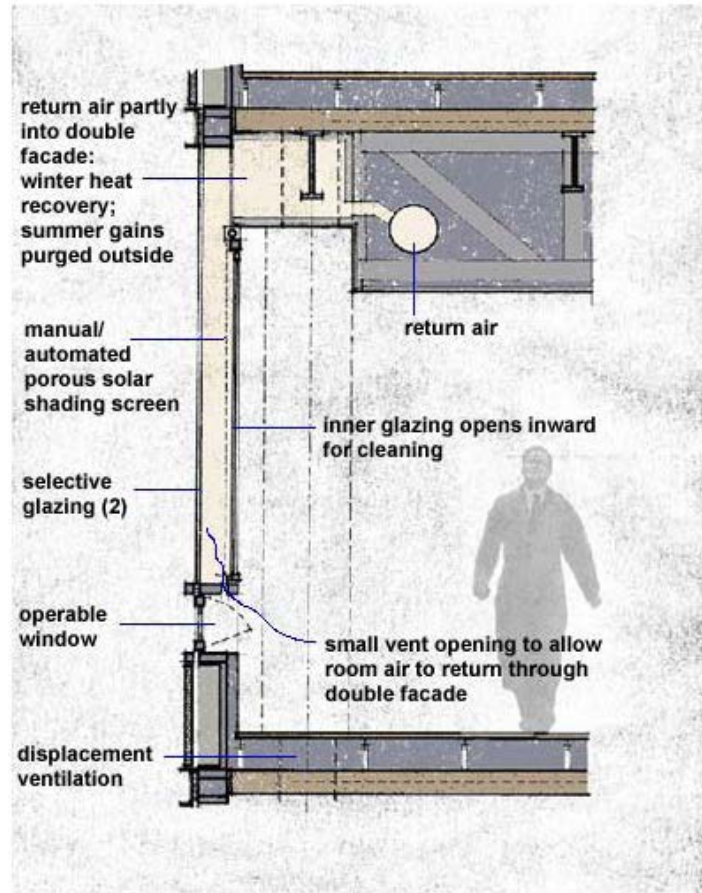 return air partly
into double
facade:
winter heat
recovery;
summer gains
purged outside
return air
manual/
automated
porous solar
shading screen
inner glazing opens inward
for cleaning
selective
glazing (2)
operable
window
small vent opening to allow
room air to return through
double facade
displacement
ventilation